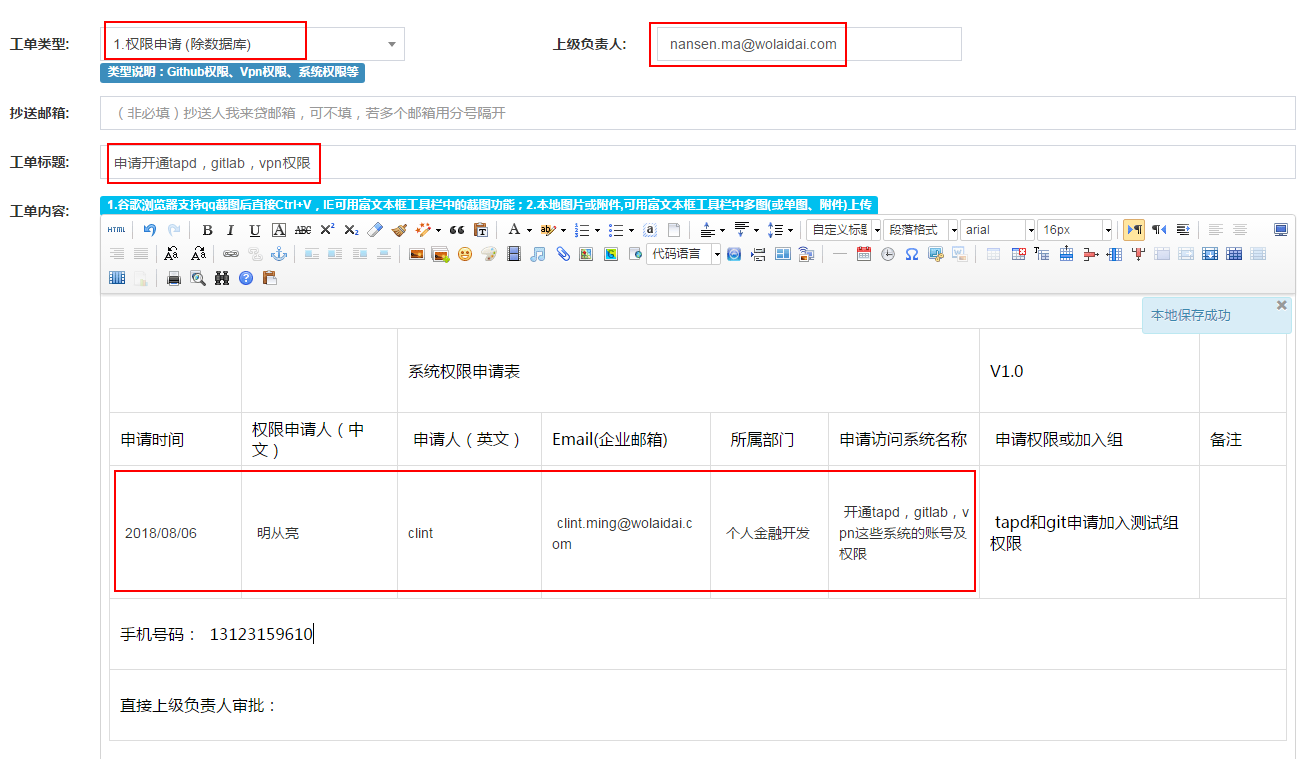 工单类型:
1.权限申请 (除数据库)
上级负责人:
nansen.ma@wolaidai.com
类型说明：Github权限、Vpn权限、系统权限等
抄送邮箱:
（非必填）抄送人我来贷邮箱，可不填，若多个邮箱用分号隔开
工单标题:
申请开通tapd，gitlab，vpn权限
工单内容:
1.谷歌浏览器支持qq截图后直接Ctrl+V，IE可用富文本框工具栏中的截图功能；2.本地图片或附件,可用富文本框工具栏中多图(或单图、附件)上传
HTML
自定义标题
段落格式
arial
16px
代码语言
本地保存成功
系统权限申请表
V1.0
申请时间
权限申请人（中
文）
申请人（英文）
Email(企业邮箱)
所属部门
申请访问系统名称
申请权限或加入组
备注
2018/08/06
明从亮
clint
clint.ming@wolaidai.c
om
个人金融开发
开通tapd，gitlab，v
pn这些系统的账号及
权限
tapd和git申请加入测试组
权限
手机号码： 13123159610
直接上级负责人审批：